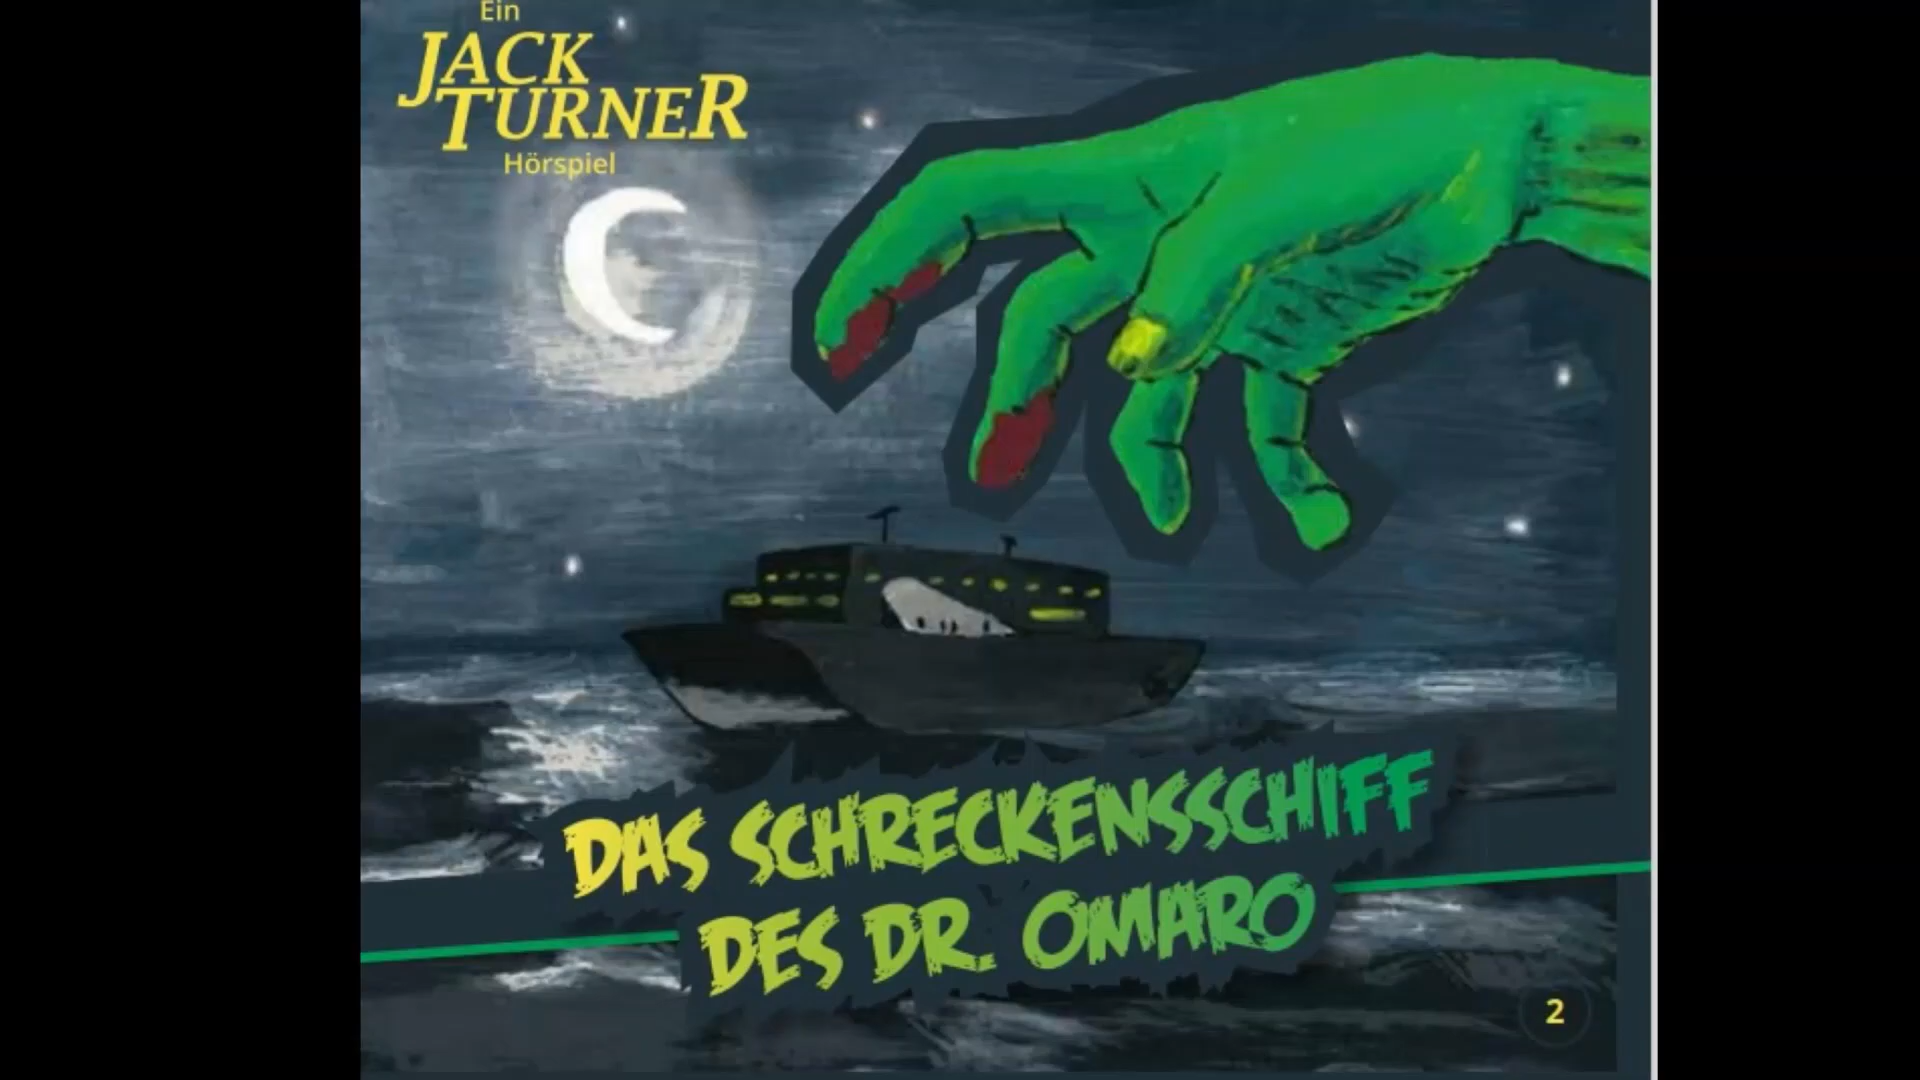 Ein
JACK
TURNER
Hörspiel
DAS SCHRECKENSSCHIFF
DES DR. OMARO
2